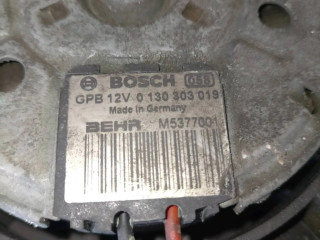 BOSCH
GPB 12V 0 130 303 019
Made in Germany
BEHR M5377001